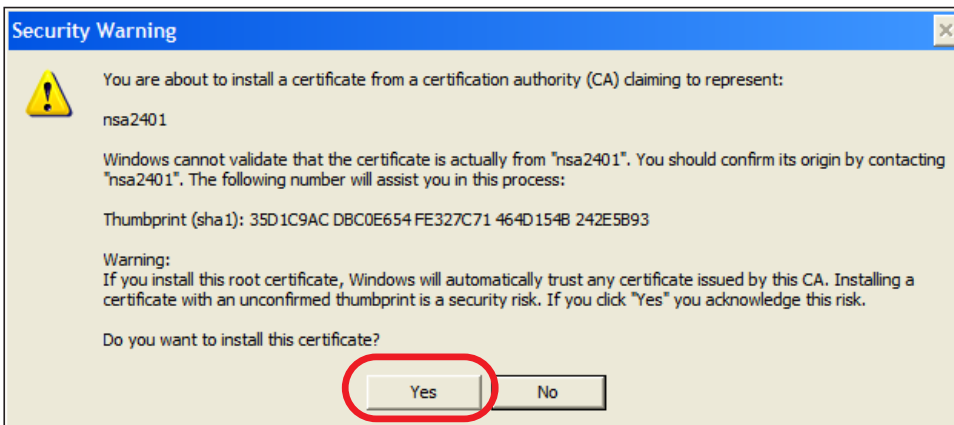 Security Warning
You are about to install a certificate from a certification authority (CA) claiming to represent:
nsa2401
Windows cannot validate that the certificate is actually from "nsa2401". You should confirm its origin by contacting
"nsa2401". The following number will assist you in this process:
Thumbprint (sha1): 35D1C9AC DBC0E654 FE327C71 464D154B 242E5B93
Warning:
If you install this root certificate, Windows will automatically trust any certificate issued by this CA. Installing a
certificate with an unconfirmed thumbprint is a security risk. If you click "Yes" you acknowledge this risk.
Do you want to install this certificate?
Yes No